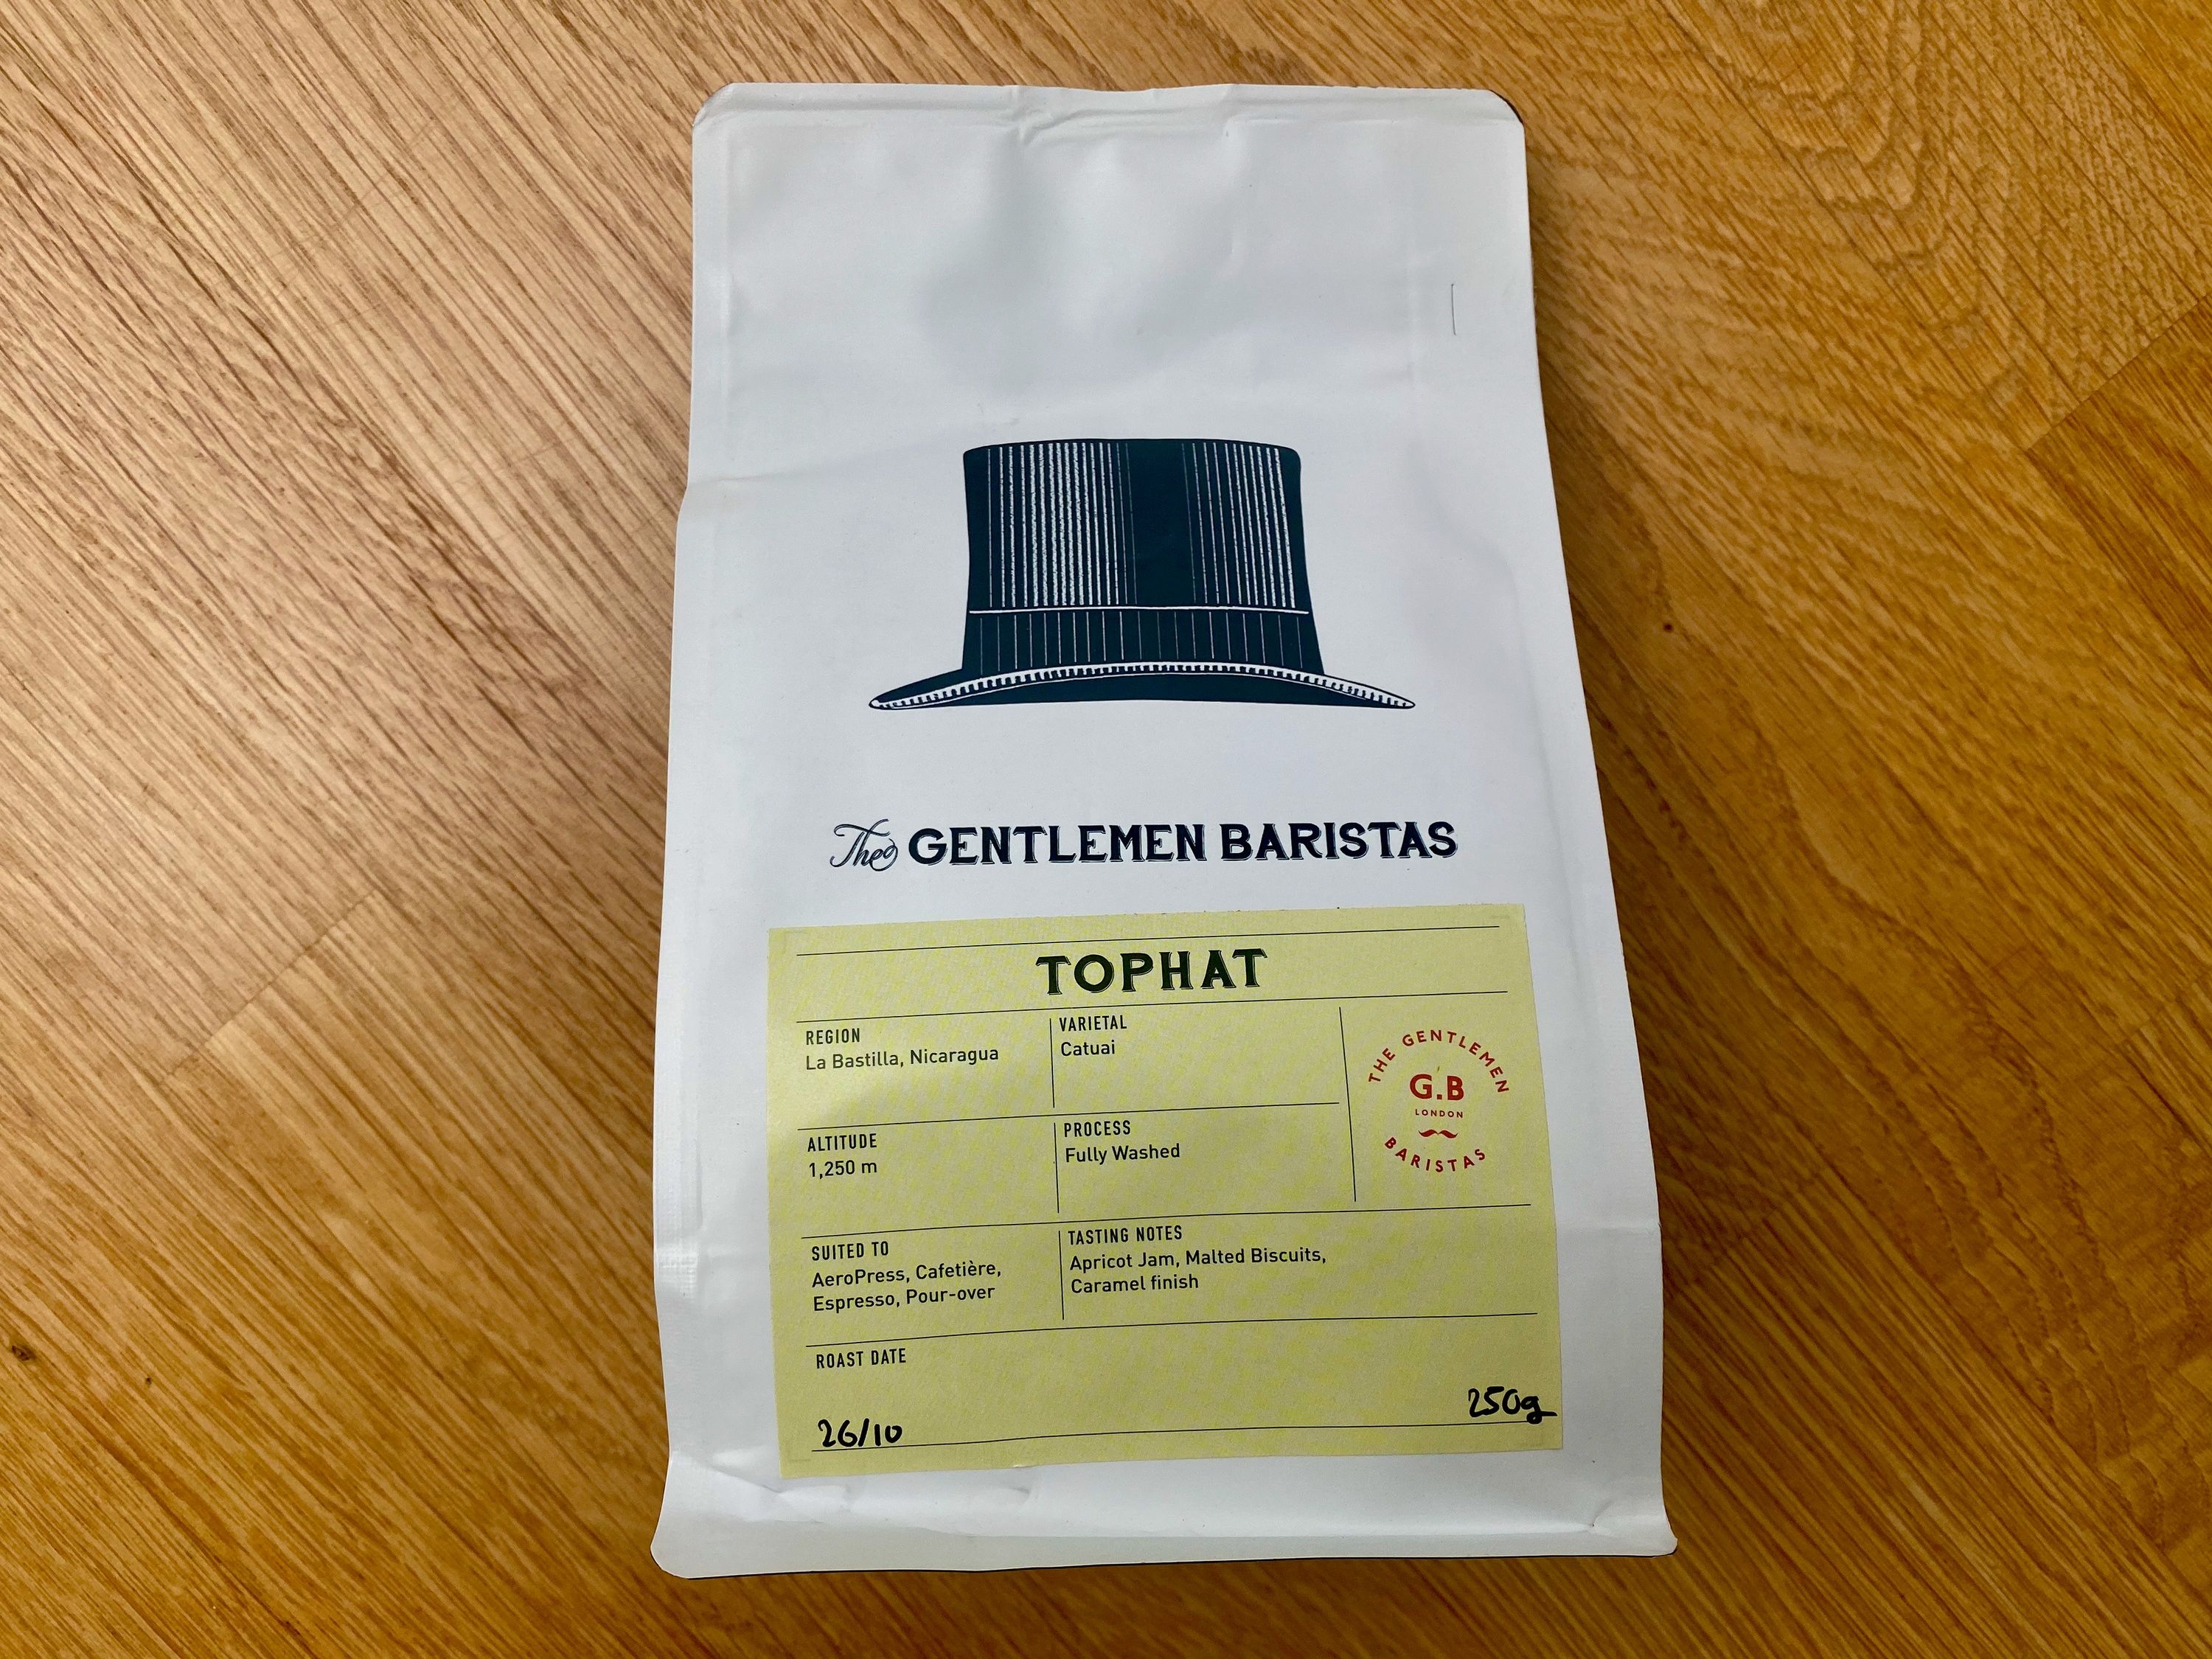 The GENTLEMEN BARISTAS
TOPHAT
REGION
La Bastilla, Nicaragua
VARIETAL
Catuai
THE GENTLEMEN
G.B
LONDON
BARISTAS
ALTITUDE
1,250 m
PROCESS
Fully Washed
SUITED TO
AeroPress, Cafetière,
Espresso, Pour-over
TASTING NOTES
Apricot Jam, Malted Biscuits,
Caramel finish
ROAST DATE
26/10
250g